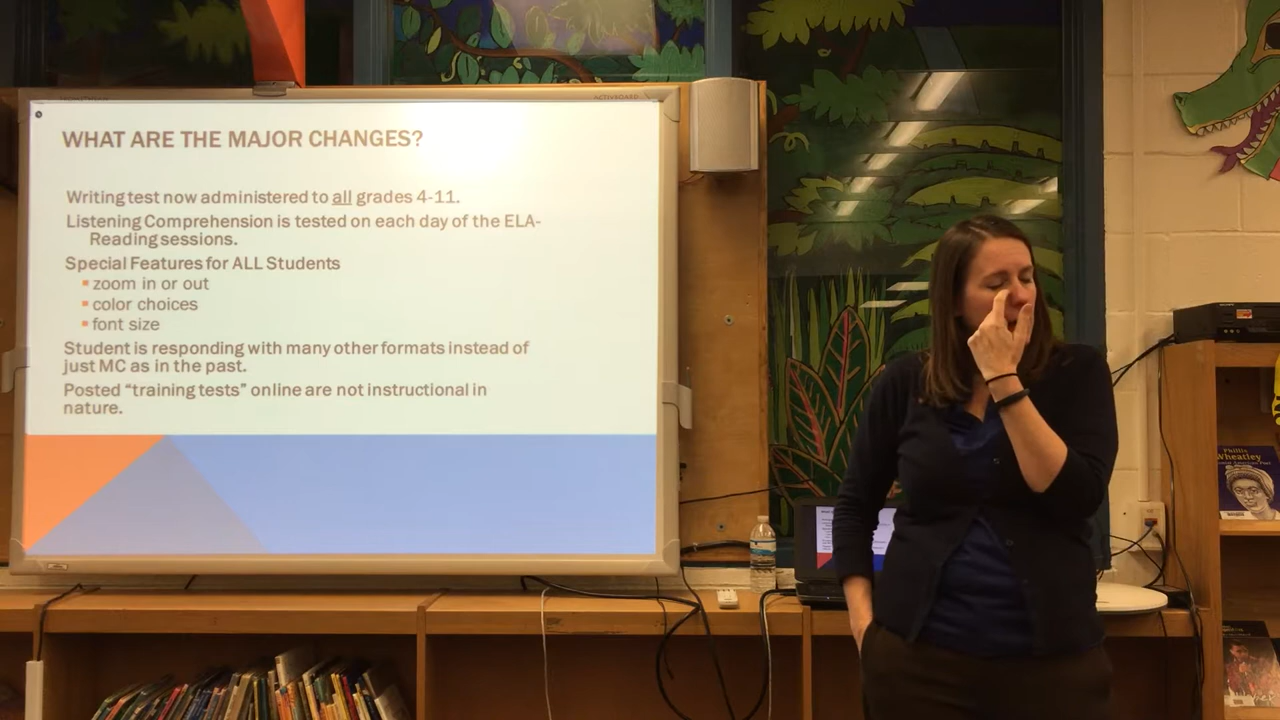 ACTIVBOARD
WHAT ARE THE MAJOR CHANGES?
Writing test now administered to all grades 4-11.
Listening Comprehension is tested on each day of the ELA-
Reading sessions.
Special Features for ALL Students
▪ zoom in or out
▪ color choices
▪ font size
Student is responding with many other formats instead of
just MC as in the past.
Posted “training tests” online are not instructional in
nature.
Phillis
Wheatley